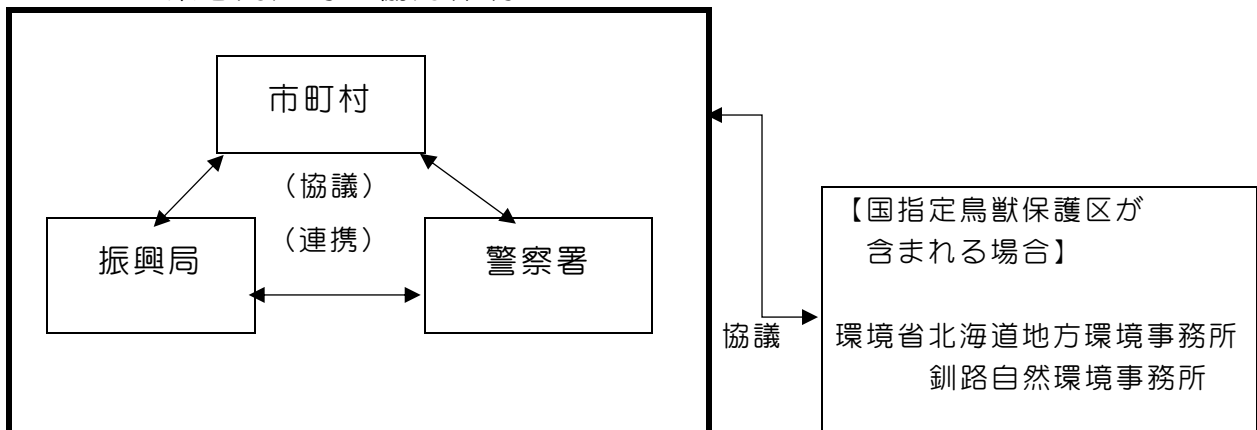 市町村
（協議）
（連携）
振興局
警察署
協議
【国指定鳥獣保護区が
含まれる場合】
環境省北海道地方環境事務所
釧路自然環境事務所